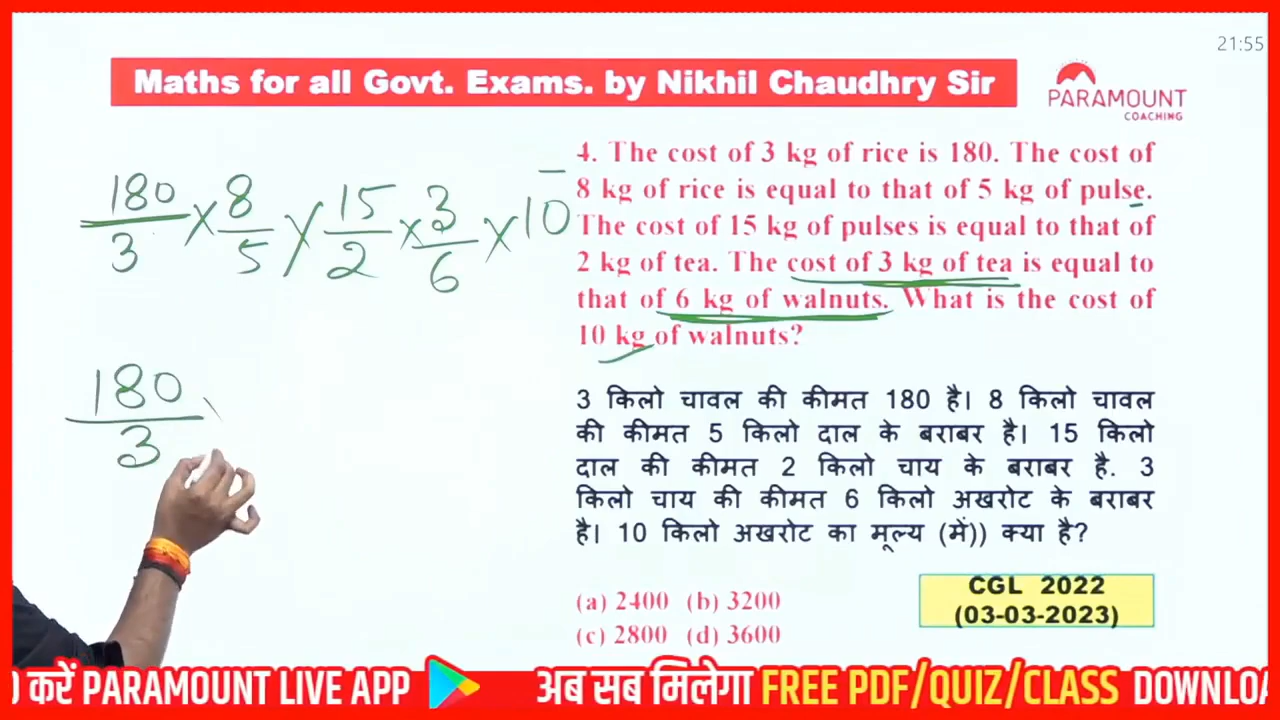 21:55
Maths for all Govt. Exams. by Nikhil Chaudhry Sir
PARAMOUNT
COACHING
180/3 × 8/5 × 15/2 × 3/6 × 10
180/3
4. The cost of 3 kg of rice is 180. The cost of
8 kg of rice is equal to that of 5 kg of pulse.
The cost of 15 kg of pulses is equal to that of
2 kg of tea. The cost of 3 kg of tea is equal to
that of 6 kg of walnuts. What is the cost of
10 kg of walnuts?
3 किलो चावल की कीमत 180 है। 8 किलो चावल
की कीमत 5 किलो दाल के बराबर है। 15 किलो
दाल की कीमत 2 किलो चाय के बराबर है. 3
किलो चाय की कीमत 6 किलो अखरोट के बराबर
है। 10 किलो अखरोट का मूल्य (में)) क्या है?
(a) 2400 (b) 3200
(c) 2800 (d) 3600
CGL 2022
(03-03-2023)
करें PARAMOUNT LIVE APP अब सब मिलेगा FREE PDF/QUIZ/CLASS DOWNLOA